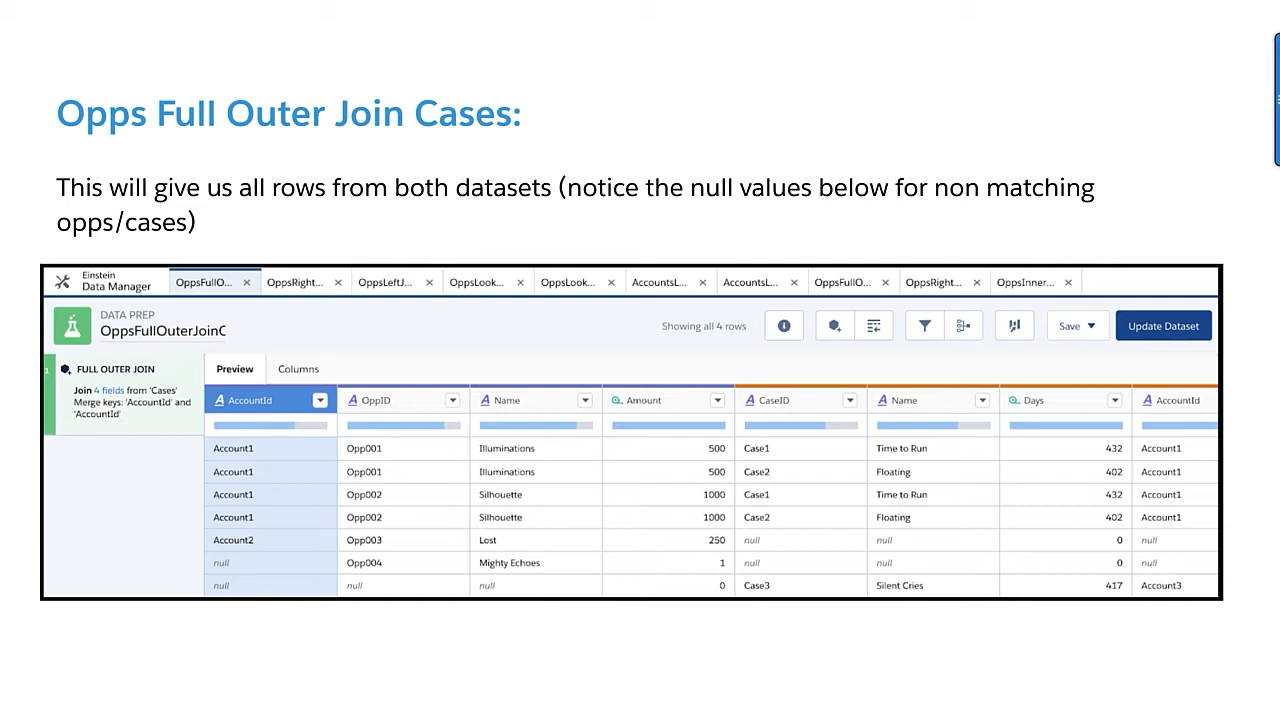 Opps Full Outer Join Cases:
This will give us all rows from both datasets (notice the null values below for non matching
opps/cases)
Einstein
Data Manager
OppsFullO... OppsRight... OppsLeftJ... OppsLook... OppsLook... AccountsL... AccountsL... OppsFullO... OppsRight... OppsInner...
DATA PREP
OppsFullOuterJoinC
Showing all 4 rows
Save
Update Dataset
1
FULL OUTER JOIN
Join 4 fields from 'Cases'
Merge keys: 'AccountId' and
'AccountId'
Preview Columns
AccountId OppID Name Amount CaseID Name Days AccountId
Account1 Opp001 Illuminations 500 Case1 Time to Run 432 Account1
Account1 Opp001 Illuminations 500 Case2 Floating 402 Account1
Account1 Opp002 Silhouette 1000 Case1 Time to Run 432 Account1
Account1 Opp002 Silhouette 1000 Case2 Floating 402 Account1
Account2 Opp003 Lost 250 null null 0 null
null Opp004 Mighty Echoes 1 null null 0 null
null null null 0 Case3 Silent Cries 417 Account3